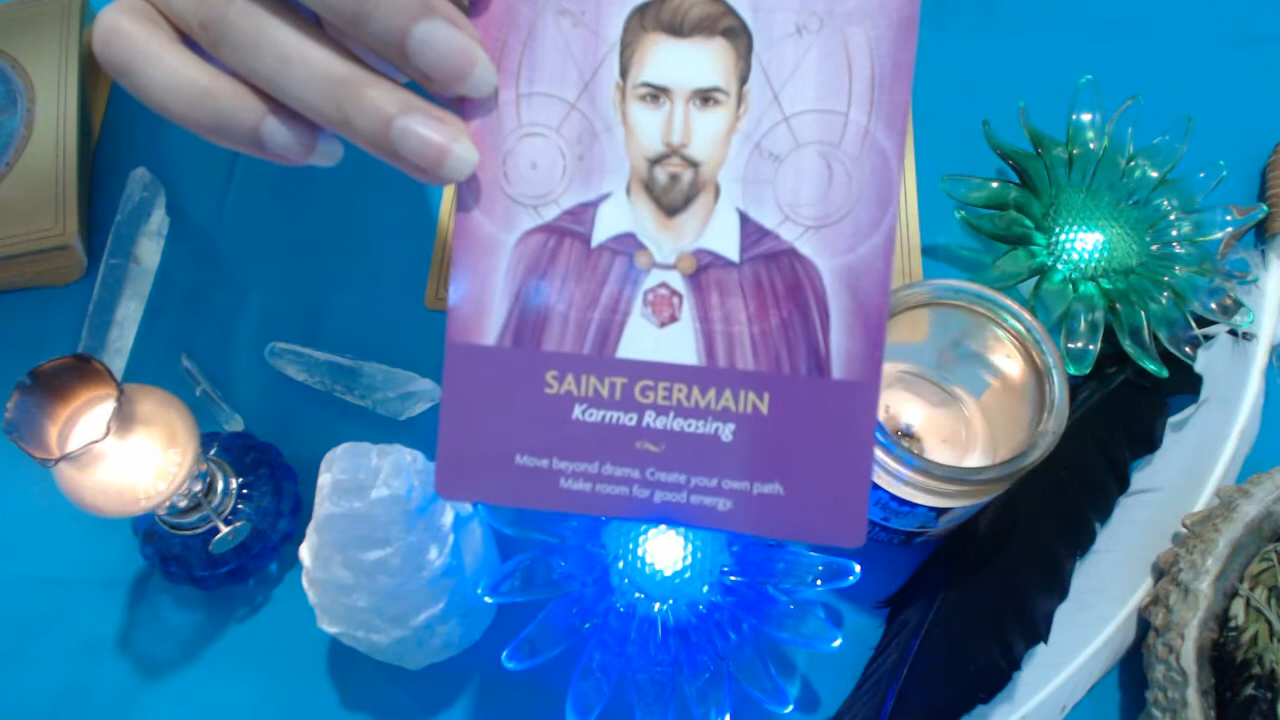 SAINT GERMAIN
Karma Releasing
Move beyond drama. Create your own path.
Make room for good energy.